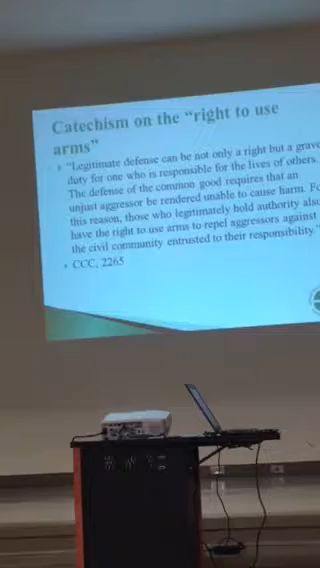 Catechism on the “right to use
arms”
“Legitimate defense can be not only a right but a grave
duty for one who is responsible for the lives of others.
The defense of the common good requires that an
unjust aggressor be rendered unable to cause harm.
this reason, those who legitimately hold authority also
have the right to use arms to repel aggressors against
the civil community entrusted to their responsibility.”
CCC, 2265